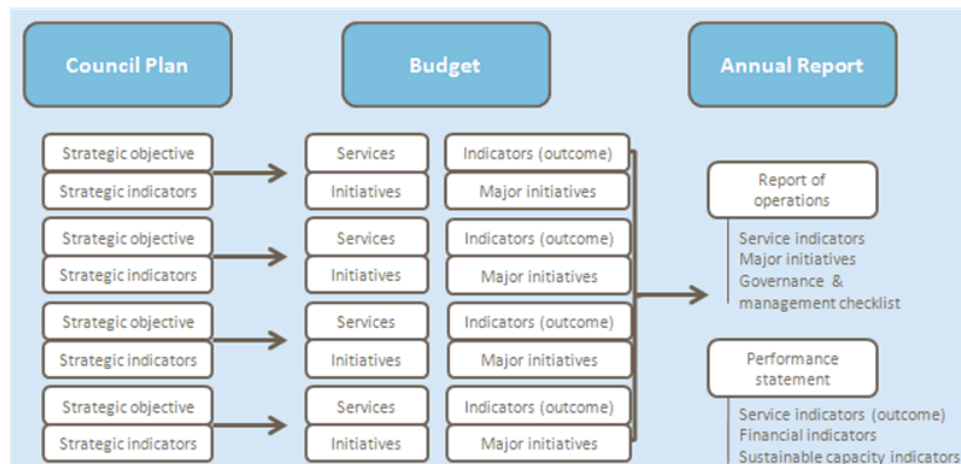 Council Plan
Budget
Annual Report
Strategic objective
Strategic indicators
Services
Initiatives
Indicators (outcome)
Major initiatives
Strategic objective
Strategic indicators
Services
Initiatives
Indicators (outcome)
Major initiatives
Strategic objective
Strategic indicators
Services
Initiatives
Indicators (outcome)
Major initiatives
Strategic objective
Strategic indicators
Services
Initiatives
Indicators (outcome)
Major initiatives
Report of
operations
Service indicators
Major initiatives
Governance &
management checklist
Performance
statement
Service indicators (outcome)
Financial indicators
Sustainable capacity indicators